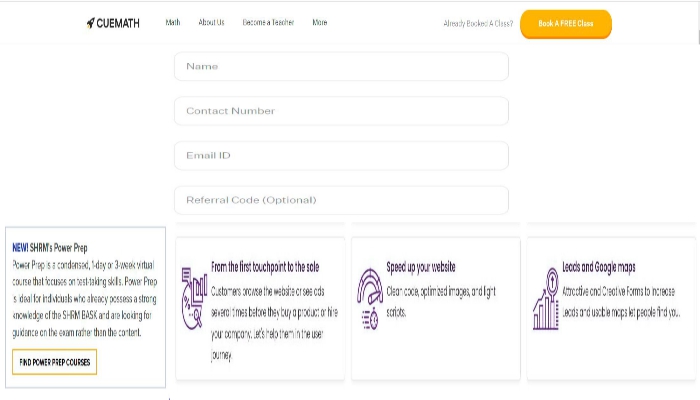 CUEMATH
Math About Us Become a Teacher More
Already Booked A Class? Book A FREE Class
Name
Contact Number
Email ID
Referral Code (Optional)
NEW! SHRM's Power Prep
Power Prep is a condensed, 1-day or 3-week virtual
course that focuses on test-taking skills. Power Prep
is ideal for individuals who already possess a strong
knowledge of the SHRM BASK and are looking for
guidance on the exam rather than the content.
FIND POWER PREP COURSES
From the first touchpoint to the sale
Customers browse the website or see ads
several times before they buy a product or hire
your company. Let's help them in the user
journey.
Speed up your website
Clean code, optimized images, and light
scripts.
Leads and Google maps
Attractive and Creative Forms to increase
Leads and usable maps let people find you.